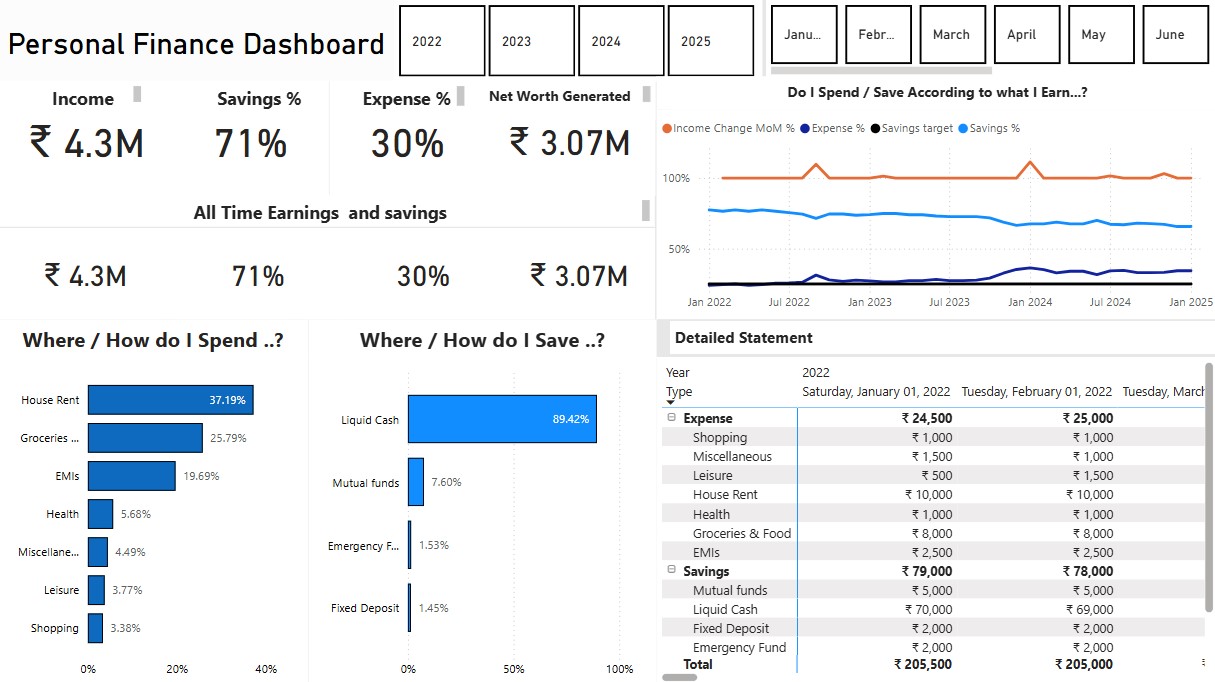 Personal Finance Dashboard
2022
2023
2024
2025
Janu...
Febr...
March
April
May
June
Income
Savings %
Expense %
Net Worth Generated
₹ 4.3M
71%
30%
₹ 3.07M
All Time Earnings and savings
₹ 4.3M
71%
30%
₹ 3.07M
Do I Spend / Save According to what I Earn...?
Income Change MoM % Expense % Savings target Savings %
100%
50%
Jan 2022 Jul 2022 Jan 2023 Jul 2023 Jan 2024 Jul 2024 Jan 2025
Where / How do I Spend ..?
House Rent 37.19%
Groceries ... 25.79%
EMIs 19.69%
Health 5.68%
Miscellane... 4.49%
Leisure 3.77%
Shopping 3.38%
0% 20% 40%
Where / How do I Save ..?
Liquid Cash 89.42%
Mutual funds 7.60%
Emergency F... 1.53%
Fixed Deposit 1.45%
0% 50% 100%
Detailed Statement
Year 2022
Type Saturday, January 01, 2022 Tuesday, February 01, 2022 Tuesday, March
Expense ₹ 24,500 ₹ 25,000
Shopping ₹ 1,000 ₹ 1,000
Miscellaneous ₹ 1,500 ₹ 1,000
Leisure ₹ 500 ₹ 1,500
House Rent ₹ 10,000 ₹ 10,000
Health ₹ 1,000 ₹ 1,000
Groceries & Food ₹ 8,000 ₹ 8,000
EMIs ₹ 2,500 ₹ 2,500
Savings ₹ 79,000 ₹ 78,000
Mutual funds ₹ 5,000 ₹ 5,000
Liquid Cash ₹ 70,000 ₹ 69,000
Fixed Deposit ₹ 2,000 ₹ 2,000
Emergency Fund ₹ 2,000 ₹ 2,000
Total ₹ 205,500 ₹ 205,000